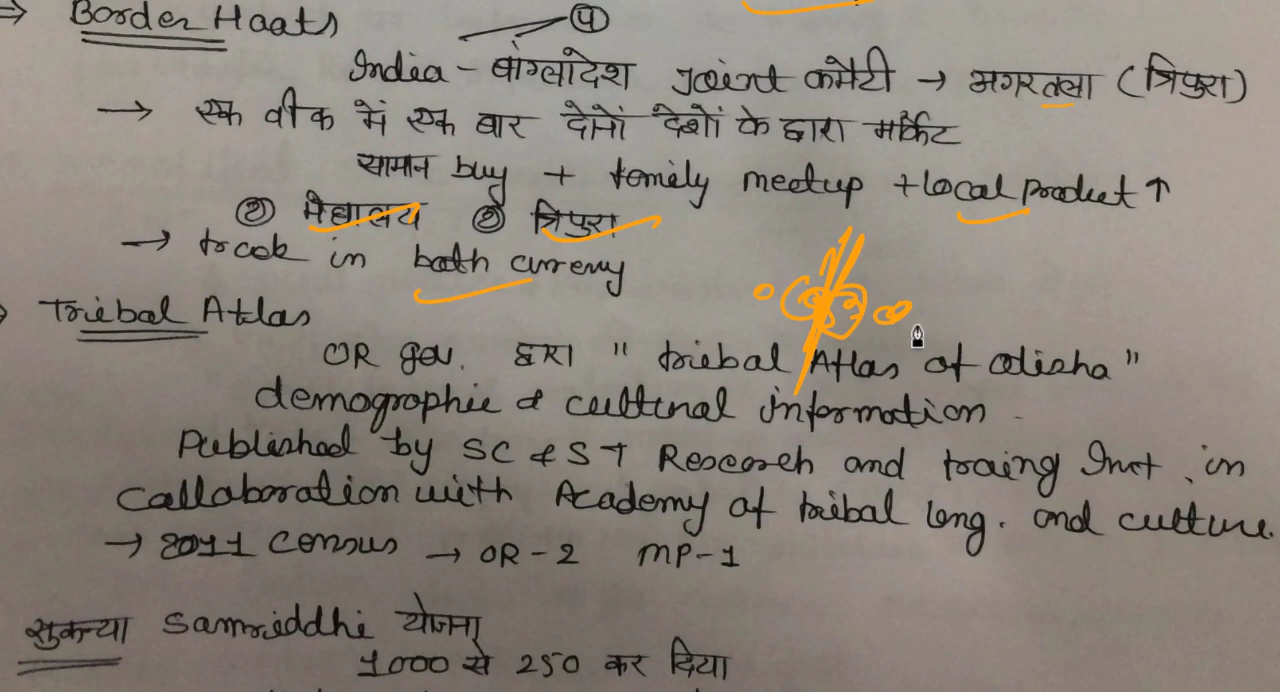 ⇒ Border Haats ④
India - बांग्लादेश Joint कमेटी → अगरतला (त्रिपुरा)
→ एक वीक में एक बार दोनों देशों के द्वारा मार्केट
सामान buy + femily meetup + local product ↑
② मेघालय ② त्रिपुरा
→ in both
Tribal Atlas
OR gov. द्वारा " tribal Atlas of odisha "
demographic & cultural information
Published by SC & ST Research and traing Inst. in
Callaboration with Academy of tribal lang. and culture.
→ 2011 Census → OR - 2 MP - 1
सुकन्या Samriddhi योजना
1000 से 250 कर दिया